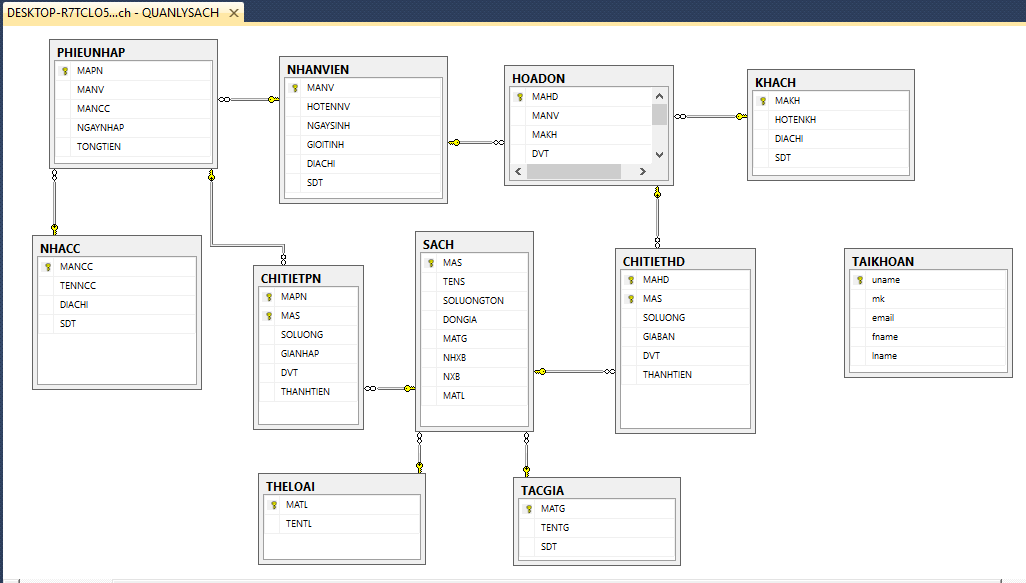 DESKTOP-R7TCLO5...ch - QUANLYSACH
PHIEUNHAP
MAPN
MANV
MANCC
NGAYNHAP
TONGTIEN
NHANVIEN
MANV
HOTENNV
NGAYSINH
GIOITINH
DIACHI
SDT
HOADON
MAHD
MANV
MAKH
DVT
KHACH
MAKH
HOTENKH
DIACHI
SDT
NHACC
MANCC
TENNCC
DIACHI
SDT
CHITIETPN
MAPN
MAS
SOLUONG
GIANHAP
DVT
THANHTIEN
SACH
MAS
TENS
SOLUONGTON
DONGIA
MATG
NHXB
NXB
MATL
CHITIETHD
MAHD
MAS
SOLUONG
GIABAN
DVT
THANHTIEN
TAIKHOAN
uname
mk
email
fname
lname
THELOAI
MATL
TENTL
TACGIA
MATG
TENTG
SDT